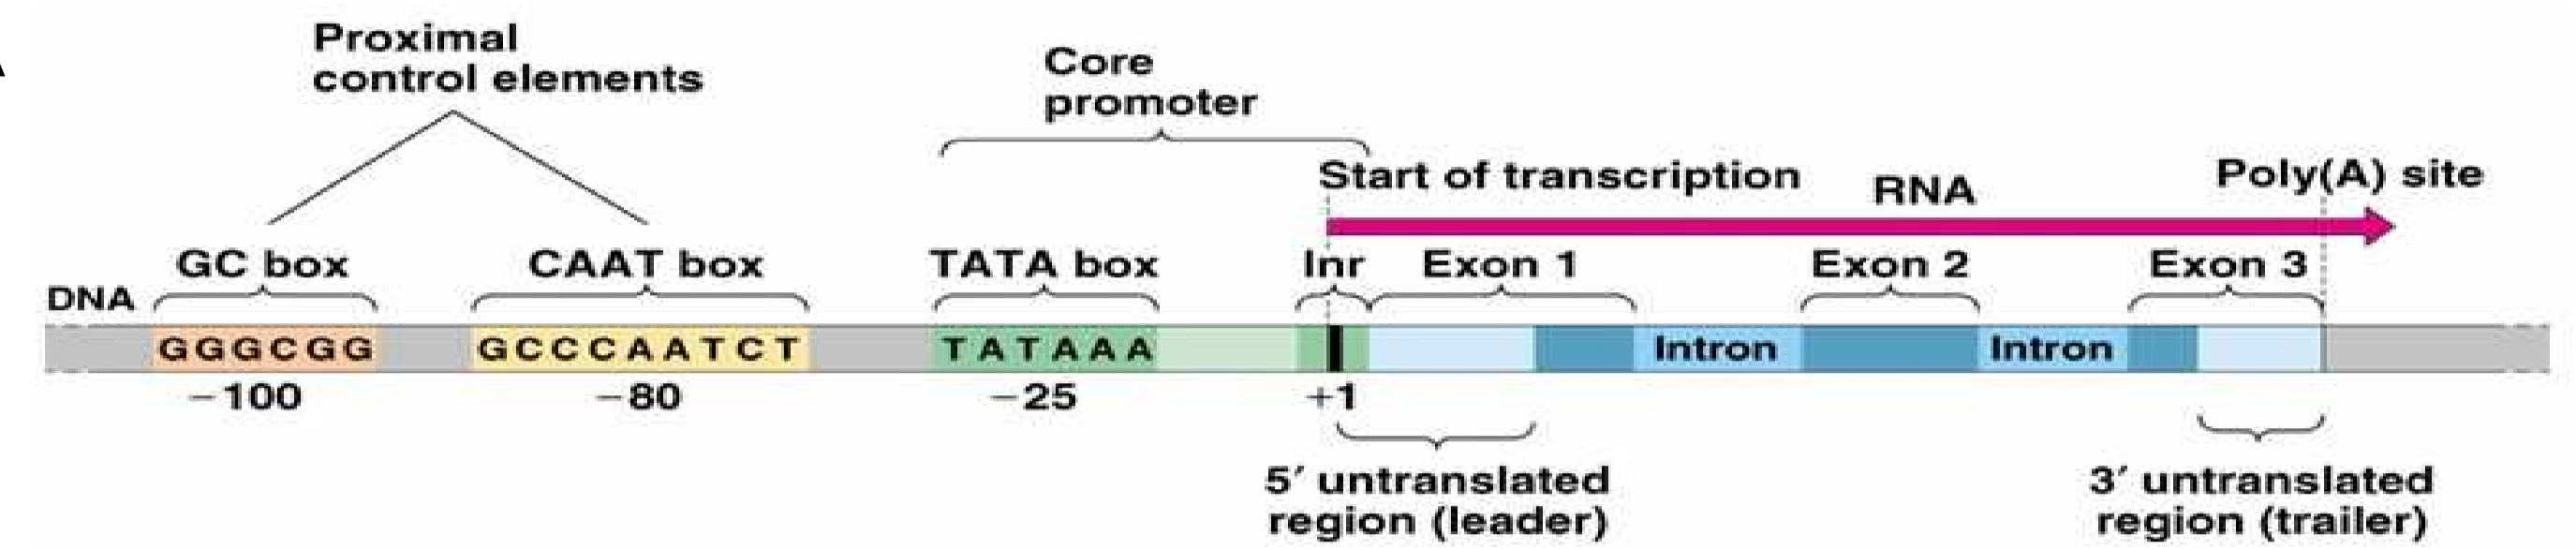 Proximal
control elements
Core
promoter
Start of transcription
RNA
Poly(A) site
GC box
CAAT box
TATA box
Inr
Exon 1
Exon 2
Exon 3
DNA
GGGCGG
GCCCAATCT
TATAAA
Intron
Intron
−100
−80
−25
+1
5′ untranslated
region (leader)
3′ untranslated
region (trailer)